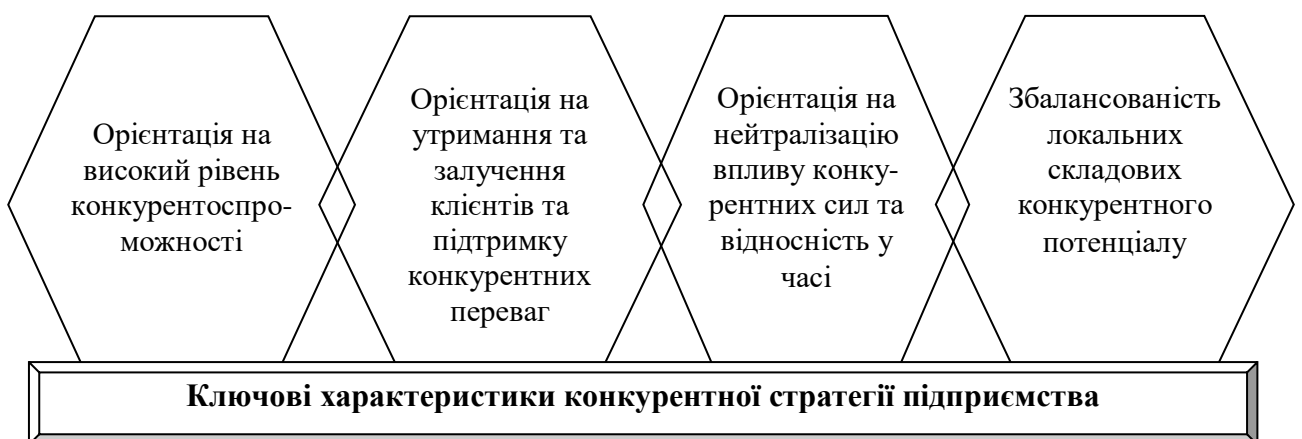 Орієнтація на
високий рівень
конкурентоспро-
можності
Орієнтація на
утримання та
залучення
клієнтів та
підтримку
конкурентних
переваг
Орієнтація на
нейтралізацію
впливу конку-
рентних сил та
відносність у
часі
Збалансованість
локальних
складових
конкурентного
потенціалу
Ключові характеристики конкурентної стратегії підприємства